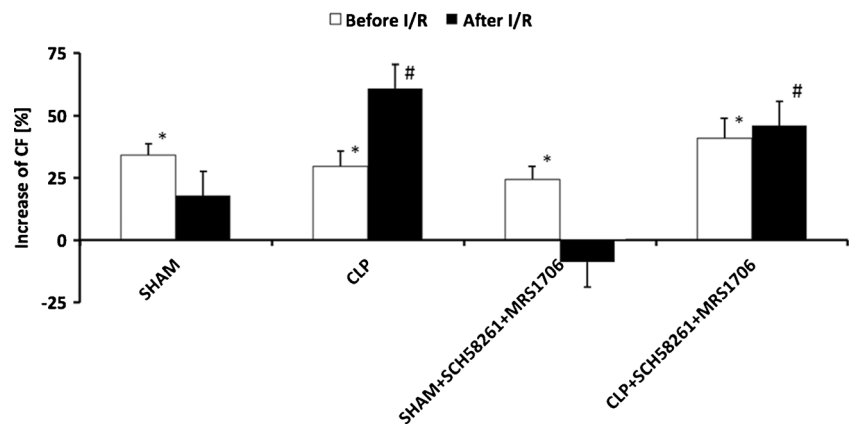 Before I/R After I/R
75
50
25
0
-25
Increase of CF [%]
*
*
#
*
*
#
SHAM
CLP
SHAM+SCH58261+MRS1706
CLP+SCH58261+MRS1706